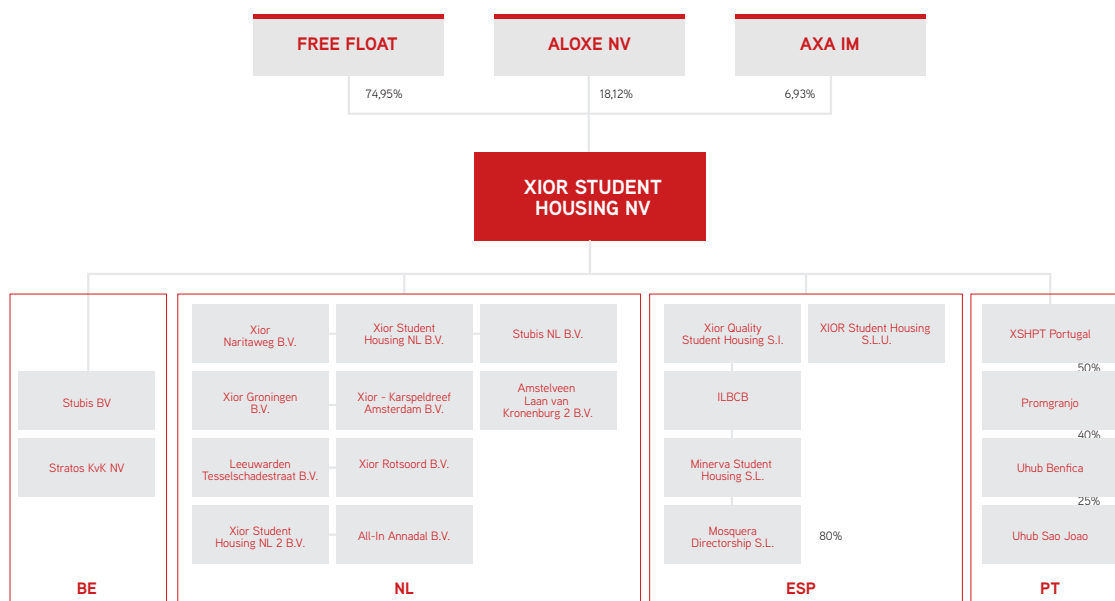 FREE FLOAT
ALOXE NV
AXA IM
74,95%
18,12%
6,93%
XIOR STUDENT
HOUSING NV
Stubis BV
Stratos KvK NV
BE
Xior
Naritaweg B.V.
Xior Student
Housing NL B.V.
Stubis NL B.V.
Xior Groningen
B.V.
Xior - Karspeldreef
Amsterdam B.V.
Amstelveen
Laan van
Kronenburg 2 B.V.
Leeuwarden
Tesselschadestraat B.V.
Xior Rotsoord B.V.
Xior Student
Housing NL 2 B.V.
All-In Annadal B.V.
NL
Xior Quality
Student Housing S.l.
XIOR Student Housing
S.L.U.
ILBCB
Minerva Student
Housing S.L.
Mosquera
Directorship S.L.
80%
ESP
XSHPT Portugal
50%
Promgranjo
40%
Uhub Benfica
25%
Uhub Sao Joao
PT